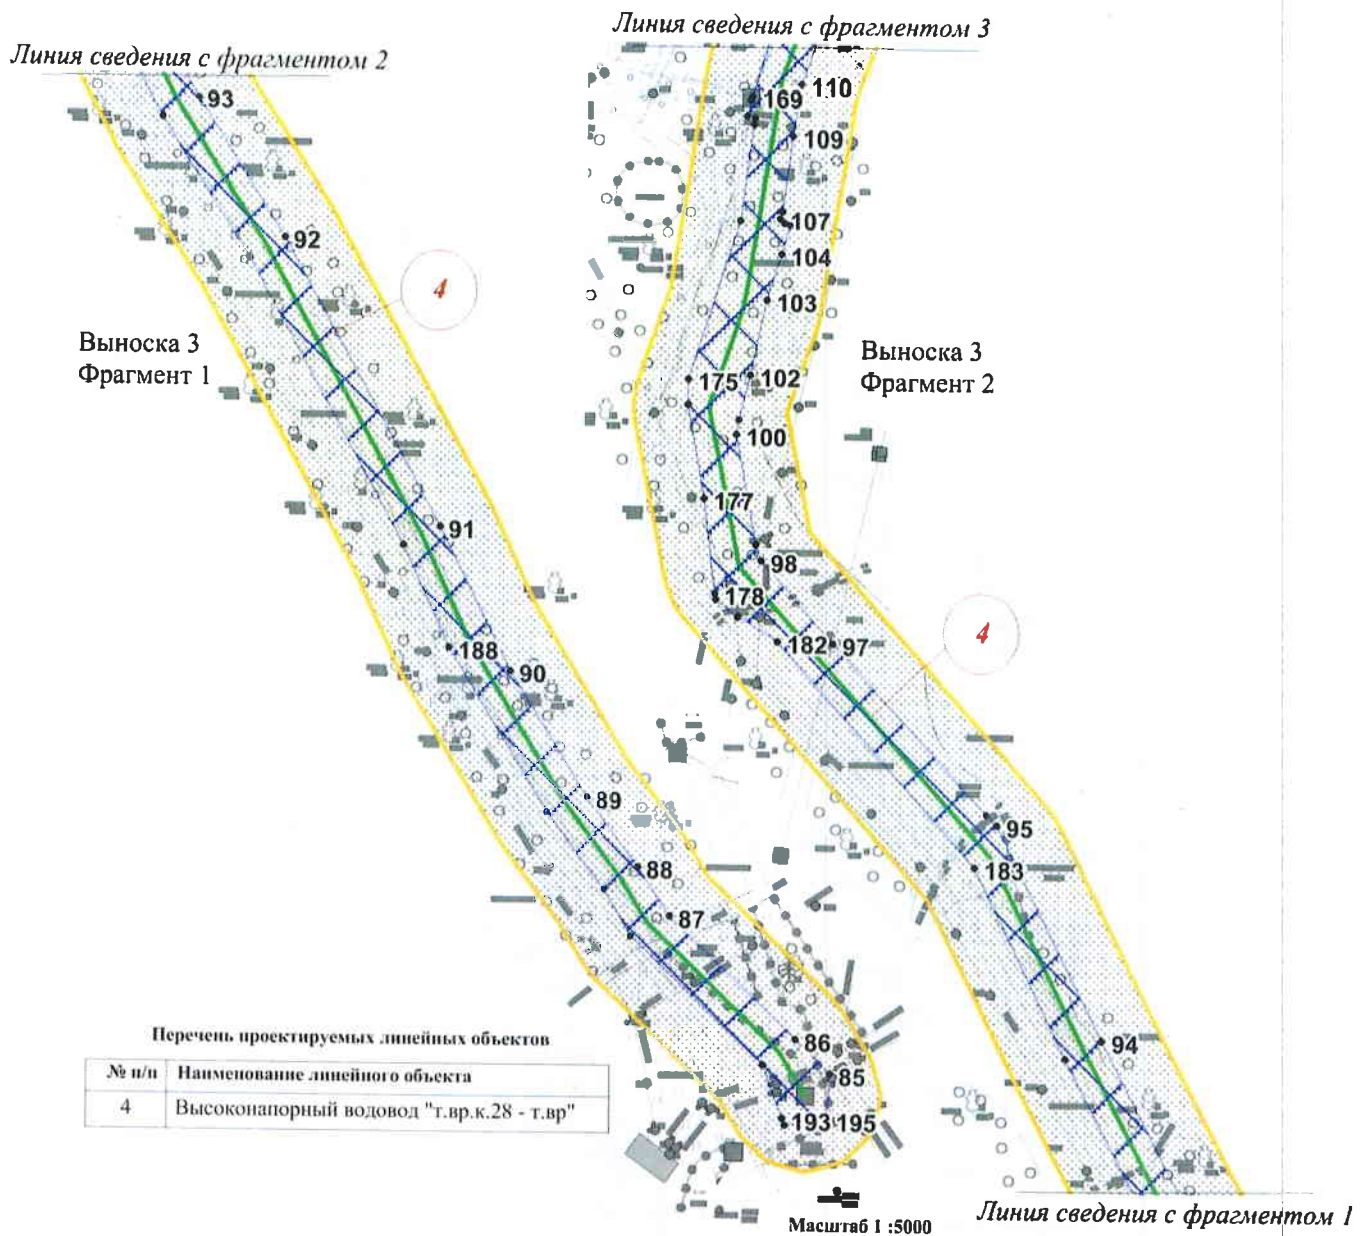 Линия сведения с фрагментом 3
Линия сведения с фрагментом 2
93
92
4
Выноска 3
Фрагмент 1
91
188
90
89
88
87
86
85
193
195
110
169
109
107
104
103
Выноска 3
Фрагмент 2
175
102
100
177
98
178
182
97
4
95
183
94
Перечень проектируемых линейных объектов
№ п/п Наименование линейного объекта
4 Высоконапорный водовод "т.вр.к.28 - т.вр"
Масштаб 1 :5000
Линия сведения с фрагментом 1